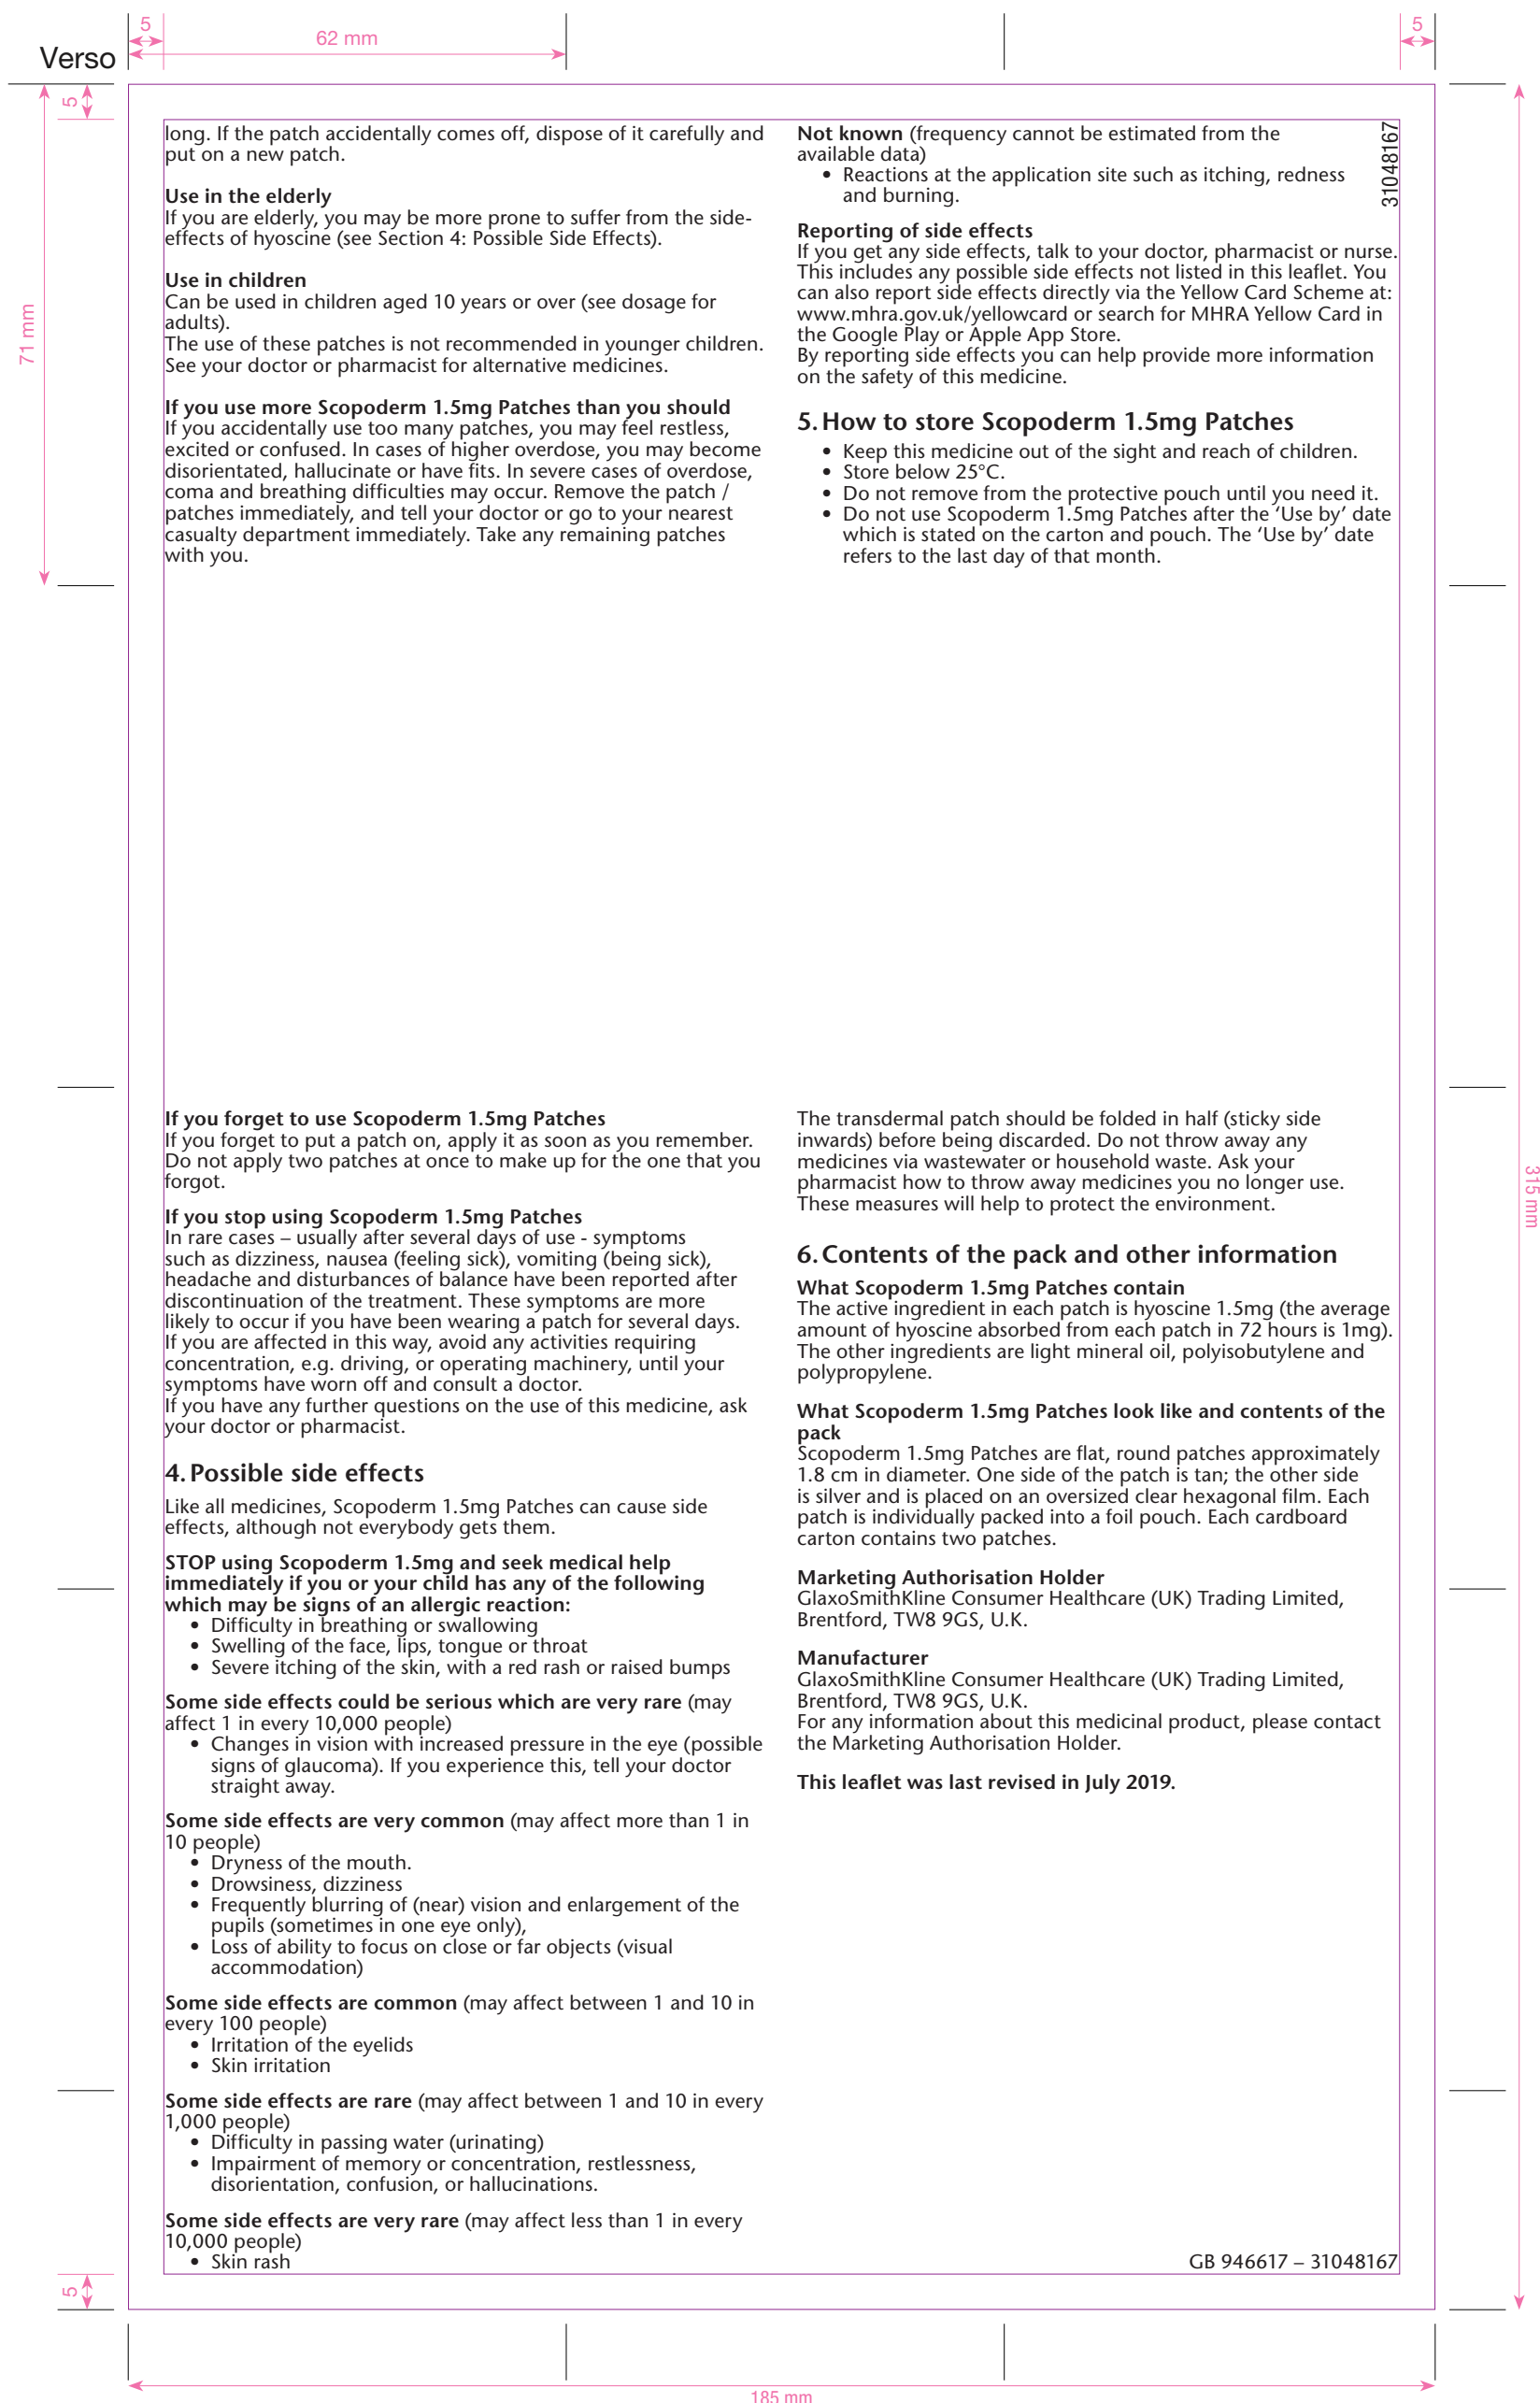 Verso
5
62 mm
5
5
71 mm
long. If the patch accidentally comes off, dispose of it carefully and
put on a new patch.
Use in the elderly
If you are elderly, you may be more prone to suffer from the side-
effects of hyoscine (see Section 4: Possible Side Effects).
Use in children
Can be used in children aged 10 years or over (see dosage for
adults).
The use of these patches is not recommended in younger children.
See your doctor or pharmacist for alternative medicines.
If you use more Scopoderm 1.5mg Patches than you should
If you accidentally use too many patches, you may feel restless,
excited or confused. In cases of higher overdose, you may become
disorientated, hallucinate or have fits. In severe cases of overdose,
coma and breathing difficulties may occur. Remove the patch /
patches immediately, and tell your doctor or go to your nearest
casualty department immediately. Take any remaining patches
with you.
Not known (frequency cannot be estimated from the
available data)
• Reactions at the application site such as itching, redness
and burning.
31048167
Reporting of side effects
If you get any side effects, talk to your doctor, pharmacist or nurse.
This includes any possible side effects not listed in this leaflet. You
can also report side effects directly via the Yellow Card Scheme at:
www.mhra.gov.uk/yellowcard or search for MHRA Yellow Card in
the Google Play or Apple App Store.
By reporting side effects you can help provide more information
on the safety of this medicine.
5. How to store Scopoderm 1.5mg Patches
• Keep this medicine out of the sight and reach of children.
• Store below 25°C.
• Do not remove from the protective pouch until you need it.
• Do not use Scopoderm 1.5mg Patches after the ‘Use by’ date
which is stated on the carton and pouch. The ‘Use by’ date
refers to the last day of that month.
If you forget to use Scopoderm 1.5mg Patches
If you forget to put a patch on, apply it as soon as you remember.
Do not apply two patches at once to make up for the one that you
forgot.
If you stop using Scopoderm 1.5mg Patches
In rare cases – usually after several days of use - symptoms
such as dizziness, nausea (feeling sick), vomiting (being sick),
headache and disturbances of balance have been reported after
discontinuation of the treatment. These symptoms are more
likely to occur if you have been wearing a patch for several days.
If you are affected in this way, avoid any activities requiring
concentration, e.g. driving, or operating machinery, until your
symptoms have worn off and consult a doctor.
If you have any further questions on the use of this medicine, ask
your doctor or pharmacist.
4. Possible side effects
Like all medicines, Scopoderm 1.5mg Patches can cause side
effects, although not everybody gets them.
STOP using Scopoderm 1.5mg and seek medical help
immediately if you or your child has any of the following
which may be signs of an allergic reaction:
• Difficulty in breathing or swallowing
• Swelling of the face, lips, tongue or throat
• Severe itching of the skin, with a red rash or raised bumps
Some side effects could be serious which are very rare (may
affect 1 in every 10,000 people)
• Changes in vision with increased pressure in the eye (possible
signs of glaucoma). If you experience this, tell your doctor
straight away.
Some side effects are very common (may affect more than 1 in
10 people)
• Dryness of the mouth.
• Drowsiness, dizziness
• Frequently blurring of (near) vision and enlargement of the
pupils (sometimes in one eye only),
• Loss of ability to focus on close or far objects (visual
accommodation)
Some side effects are common (may affect between 1 and 10 in
every 100 people)
• Irritation of the eyelids
• Skin irritation
Some side effects are rare (may affect between 1 and 10 in every
1,000 people)
• Difficulty in passing water (urinating)
• Impairment of memory or concentration, restlessness,
disorientation, confusion, or hallucinations.
Some side effects are very rare (may affect less than 1 in every
10,000 people)
• Skin rash
The transdermal patch should be folded in half (sticky side
inwards) before being discarded. Do not throw away any
medicines via wastewater or household waste. Ask your
pharmacist how to throw away medicines you no longer use.
These measures will help to protect the environment.
6. Contents of the pack and other information
What Scopoderm 1.5mg Patches contain
The active ingredient in each patch is hyoscine 1.5mg (the average
amount of hyoscine absorbed from each patch in 72 hours is 1mg).
The other ingredients are light mineral oil, polyisobutylene and
polypropylene.
What Scopoderm 1.5mg Patches look like and contents of the
pack
Scopoderm 1.5mg Patches are flat, round patches approximately
1.8 cm in diameter. One side of the patch is tan; the other side
is silver and is placed on an oversized clear hexagonal film. Each
patch is individually packed into a foil pouch. Each cardboard
carton contains two patches.
Marketing Authorisation Holder
GlaxoSmithKline Consumer Healthcare (UK) Trading Limited,
Brentford, TW8 9GS, U.K.
Manufacturer
GlaxoSmithKline Consumer Healthcare (UK) Trading Limited,
Brentford, TW8 9GS, U.K.
For any information about this medicinal product, please contact
the Marketing Authorisation Holder.
This leaflet was last revised in July 2019.
GB 946617 – 31048167
315 mm
5
185 mm